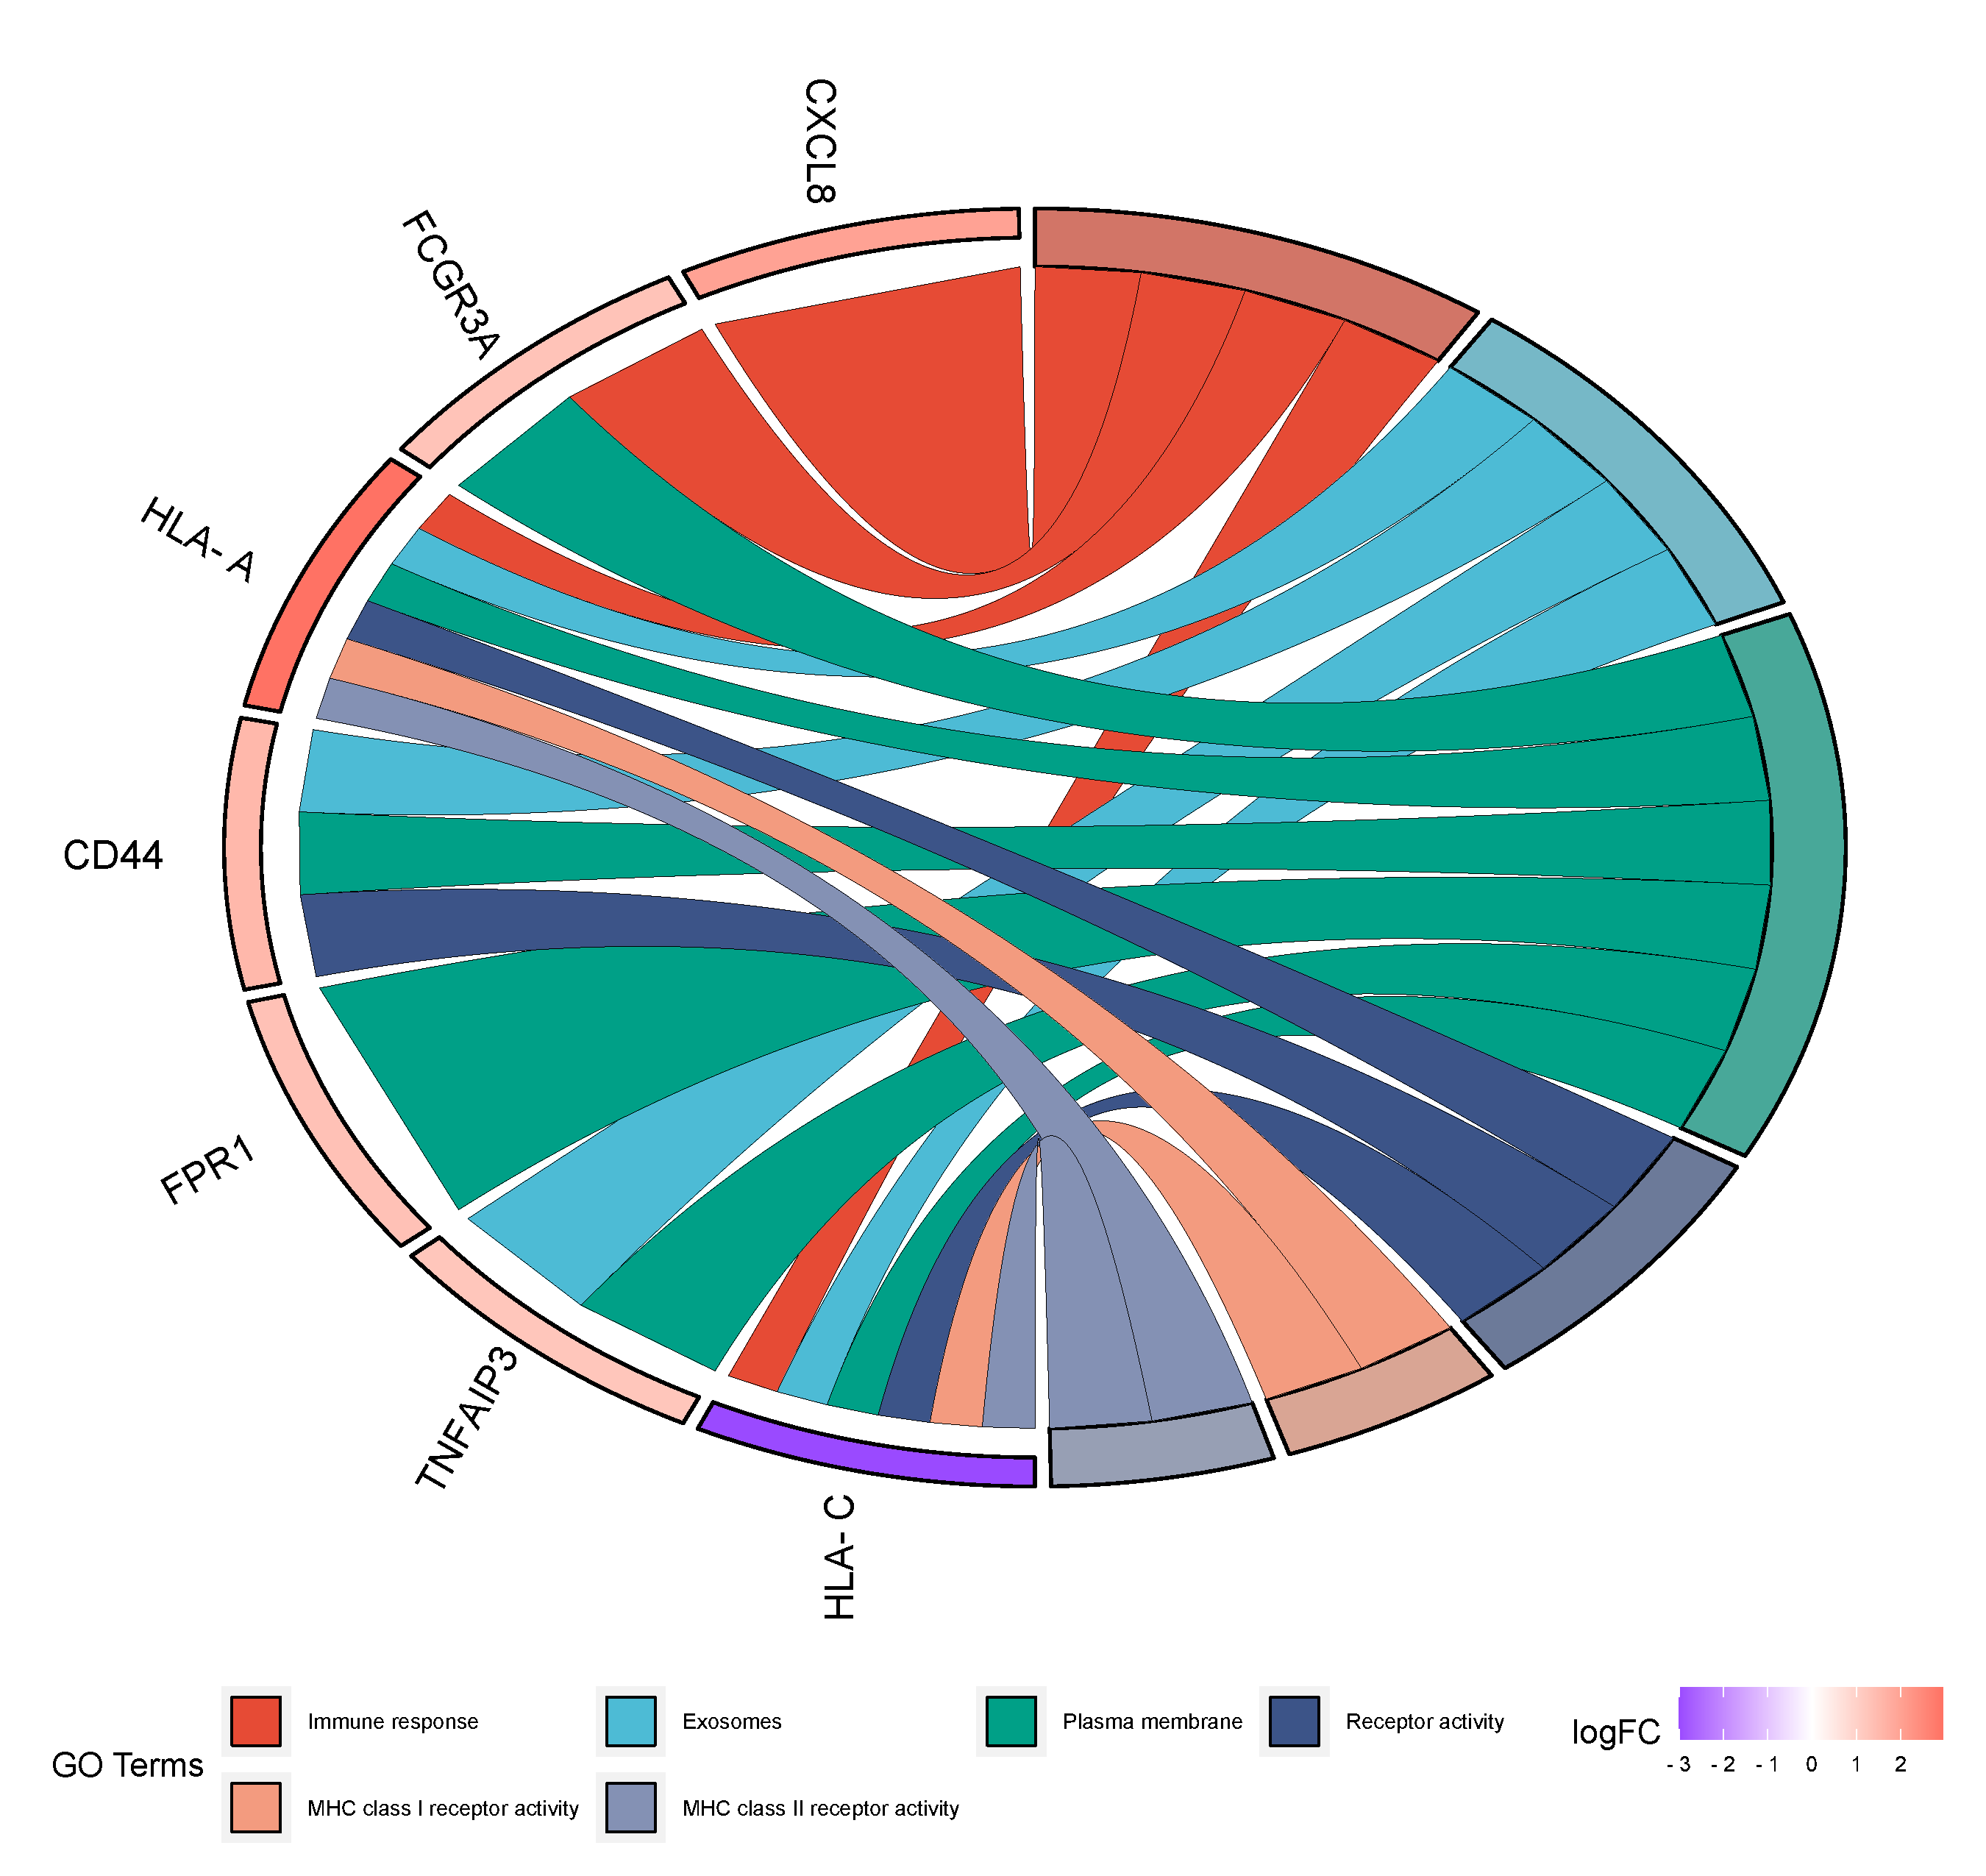 CXCL8
FCGR3A
HLA- A
CD44
FPR1
TNFAIP3
HLA- C
GO Terms
Immune response
Exosomes
Plasma membrane
Receptor activity
MHC class I receptor activity
MHC class II receptor activity
logFC
- 3 - 2 - 1 0 1 2